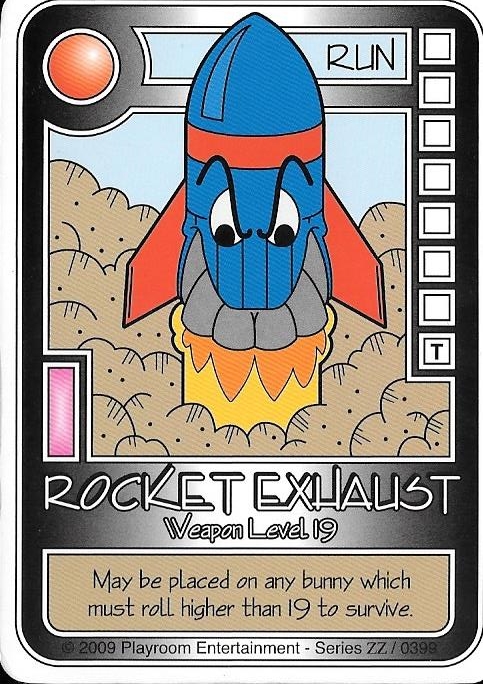 RUN
T
ROCKET EXHAUST
Weapon Level 19
May be placed on any bunny which
must roll higher than 19 to survive.
© 2009 Playroom Entertainment - Series ZZ / 0399